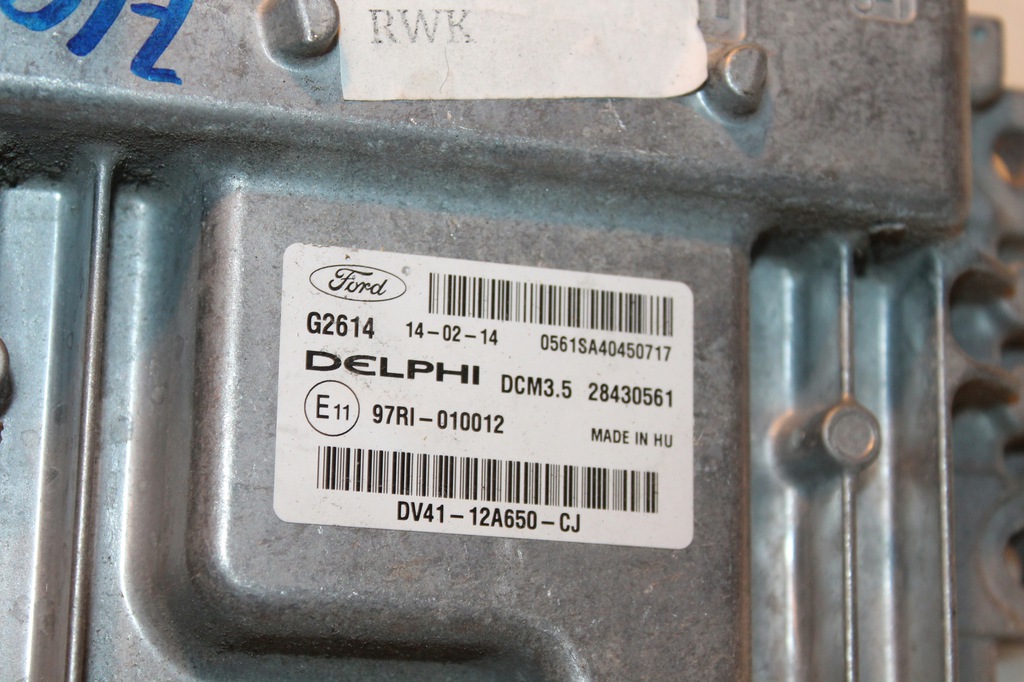 RWK
Ford
G2614 14-02-14 0561SA40450717
DELPHI DCM3.5 28430561
E11 97RI-010012 MADE IN HU
DV41-12A650-CJ